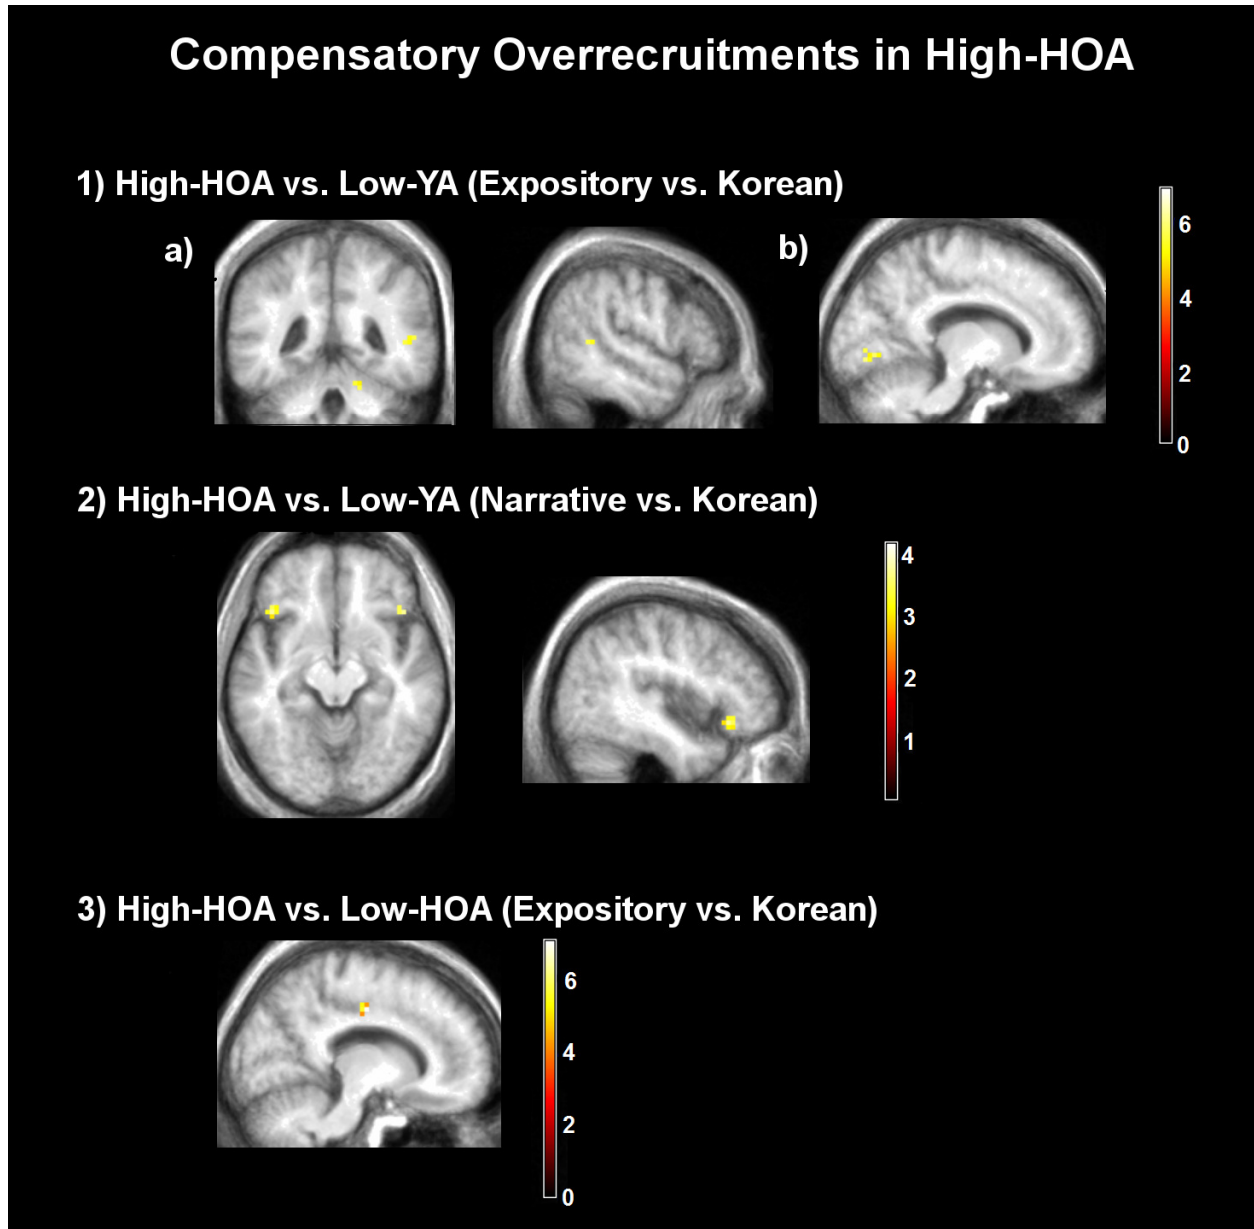 Compensatory Overrecruitments in High-HOA
1) High-HOA vs. Low-YA (Expository vs. Korean)
a)
b)
6
4
2
0
2) High-HOA vs. Low-YA (Narrative vs. Korean)
4
3
2
1
3) High-HOA vs. Low-HOA (Expository vs. Korean)
6
4
2
0